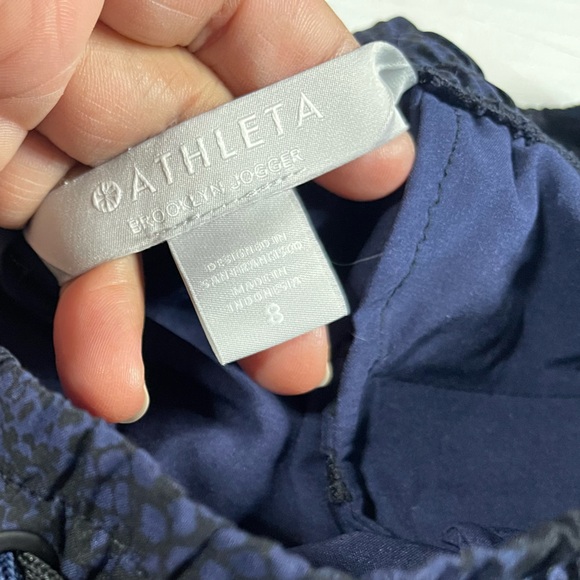 ATHLETA
BROOKLYN JOGGER
DESIGNED IN
SAN FRANCISCO
MADE IN
INDONESIA
8